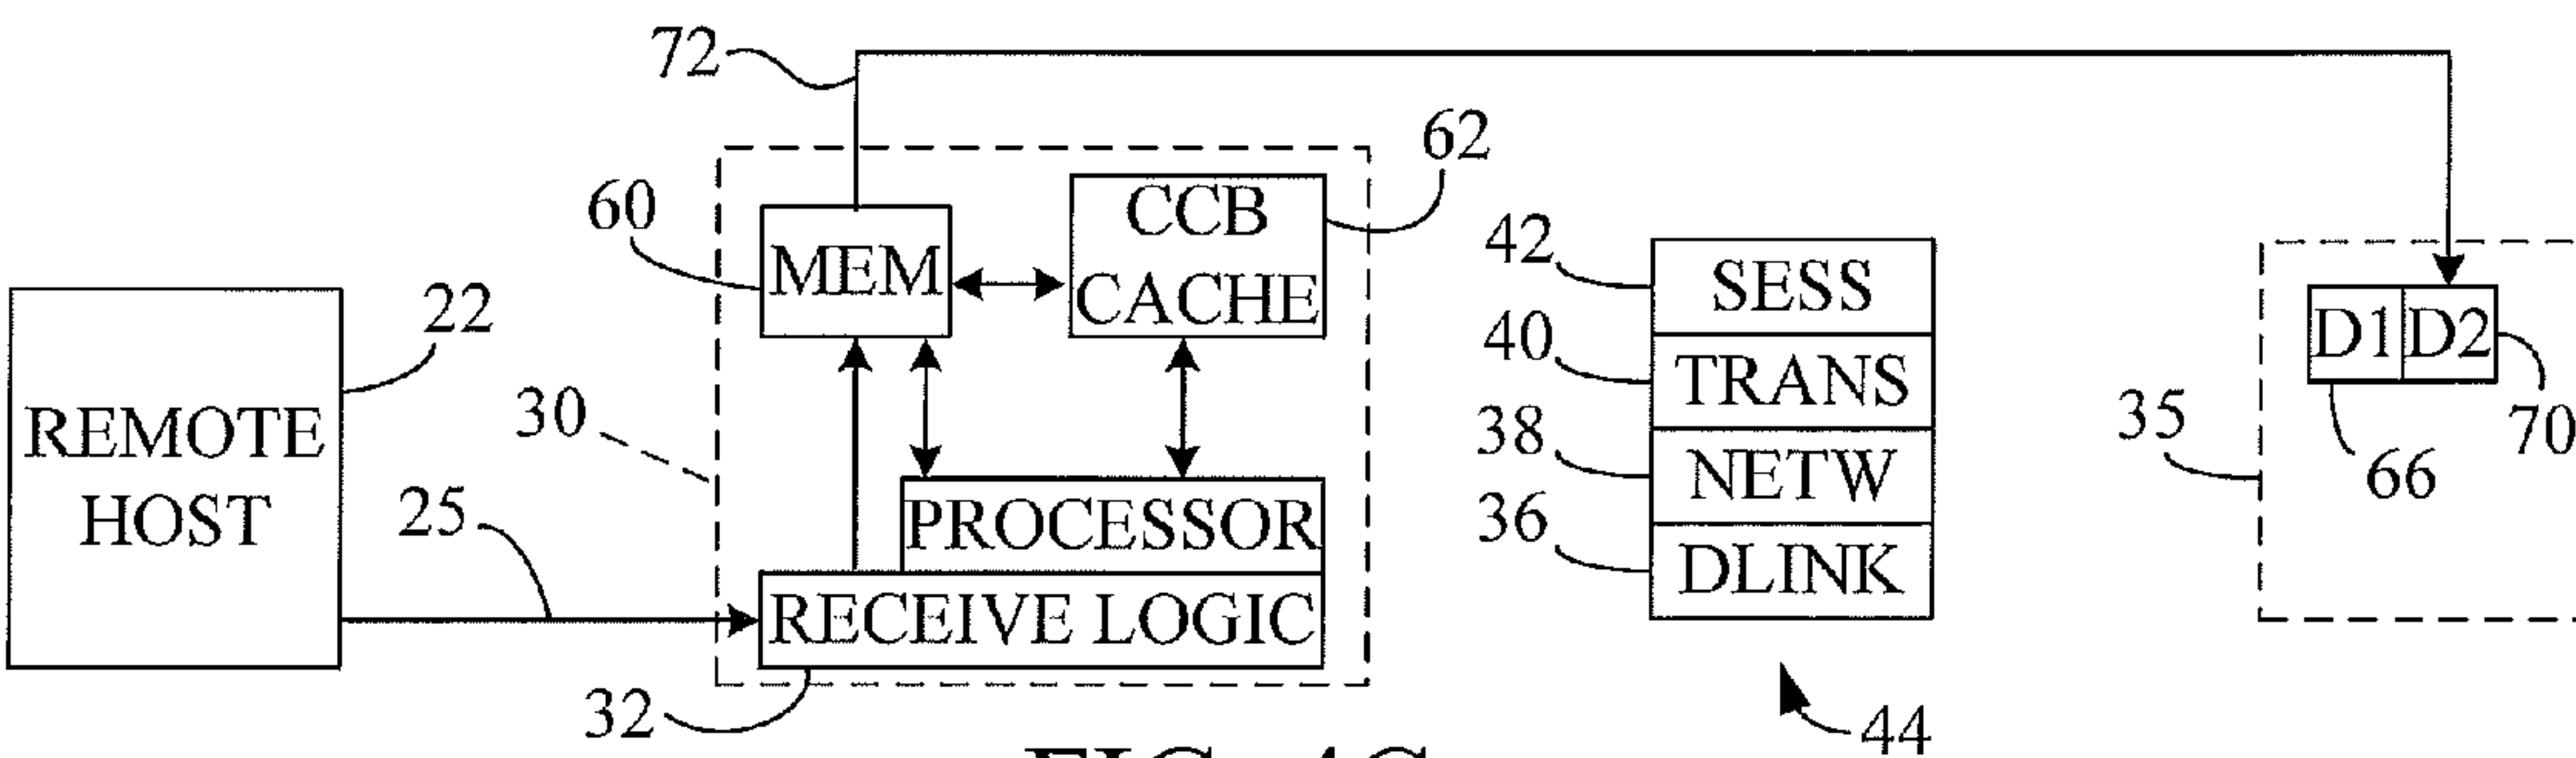 72
62
60
MEM
CCB
CACHE
42
SESS
22
40
TRANS
D1 D2
35
70
30
38
NETW
66
REMOTE
HOST
25
PROCESSOR
36
DLINK
RECEIVE LOGIC
32
44